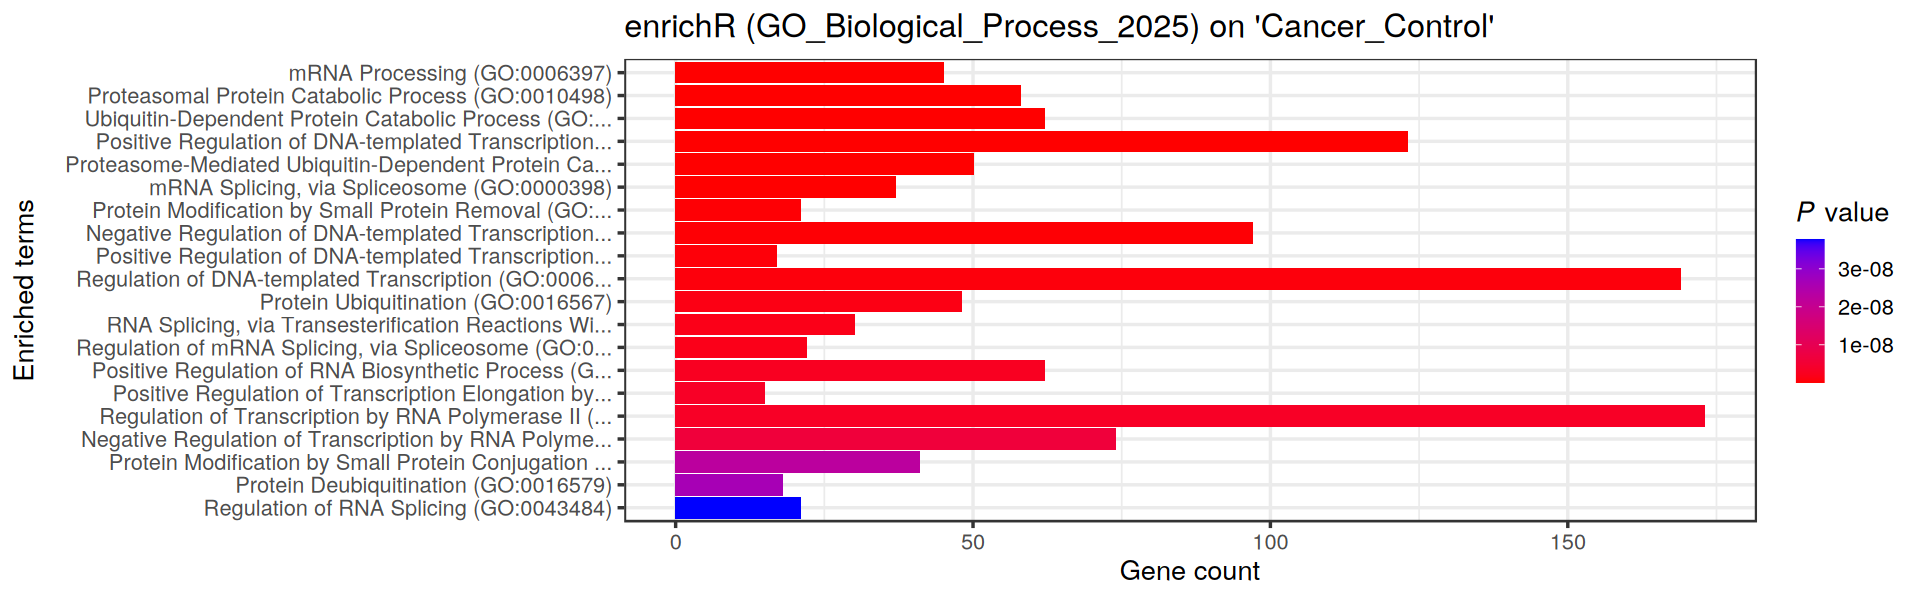 enrichR (GO_Biological_Process_2025) on 'Cancer_Control'
Enriched terms
mRNA Processing (GO:0006397)
Proteasomal Protein Catabolic Process (GO:0010498)
Ubiquitin-Dependent Protein Catabolic Process (GO:...
Positive Regulation of DNA-templated Transcription...
Proteasome-Mediated Ubiquitin-Dependent Protein Ca...
mRNA Splicing, via Spliceosome (GO:0000398)
Protein Modification by Small Protein Removal (GO:...
Negative Regulation of DNA-templated Transcription...
Positive Regulation of DNA-templated Transcription...
Regulation of DNA-templated Transcription (GO:0006...
Protein Ubiquitination (GO:0016567)
RNA Splicing, via Transesterification Reactions Wi...
Regulation of mRNA Splicing, via Spliceosome (GO:0...
Positive Regulation of RNA Biosynthetic Process (G...
Positive Regulation of Transcription Elongation by...
Regulation of Transcription by RNA Polymerase II (...
Negative Regulation of Transcription by RNA Polyme...
Protein Modification by Small Protein Conjugation ...
Protein Deubiquitination (GO:0016579)
Regulation of RNA Splicing (GO:0043484)
0 50 100 150
Gene count
P value
3e-08
2e-08
1e-08